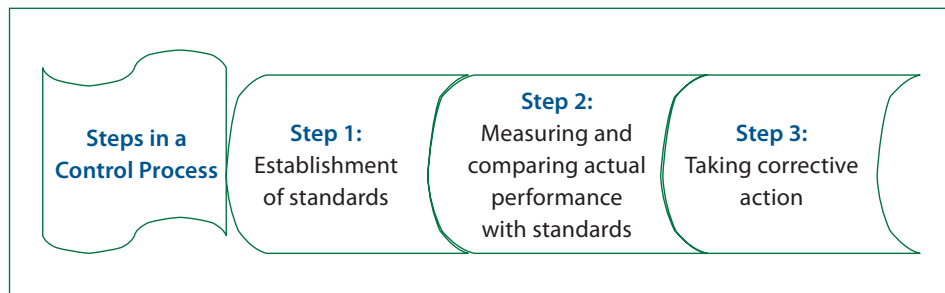 Steps in a
Control Process
Step 1:
Establishment
of standards
Step 2:
Measuring and
comparing actual
performance
with standards
Step 3:
Taking corrective
action